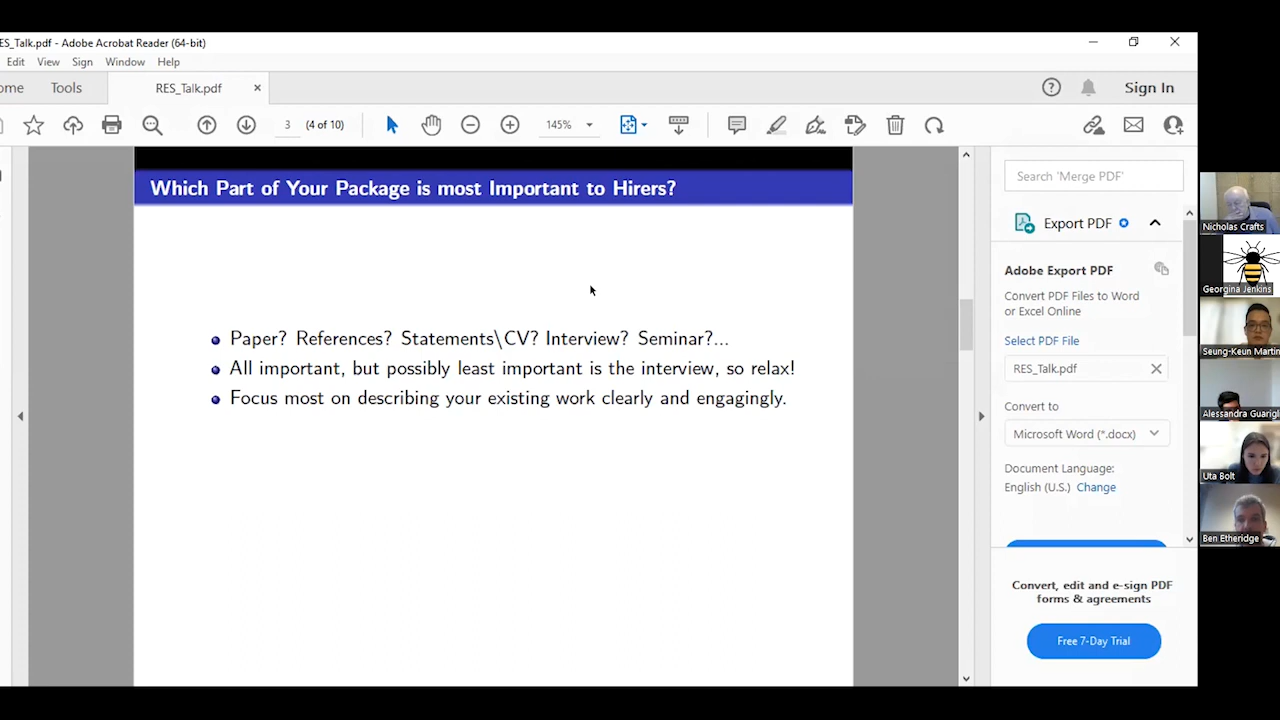 ES_Talk.pdf - Adobe Acrobat Reader (64-bit)
Edit View Sign Window Help
ome Tools RES_Talk.pdf Sign In
3 (4 of 10) 145%
Which Part of Your Package is most Important to Hirers?
Paper? References? Statements\CV? Interview? Seminar?...
All important, but possibly least important is the interview, so relax!
Focus most on describing your existing work clearly and engagingly.
Search 'Merge PDF'
Export PDF
Adobe Export PDF
Convert PDF Files to Word
or Excel Online
Select PDF File
RES_Talk.pdf
Convert to
Microsoft Word (*.docx)
Document Language:
English (U.S.) Change
Convert, edit and e-sign PDF
forms & agreements
Free 7-Day Trial
Nicholas Crafts
Georgina Jenkins
Seung-Keun Martin
Alessandra Guarigl
Uta Bolt
Ben Etheridge